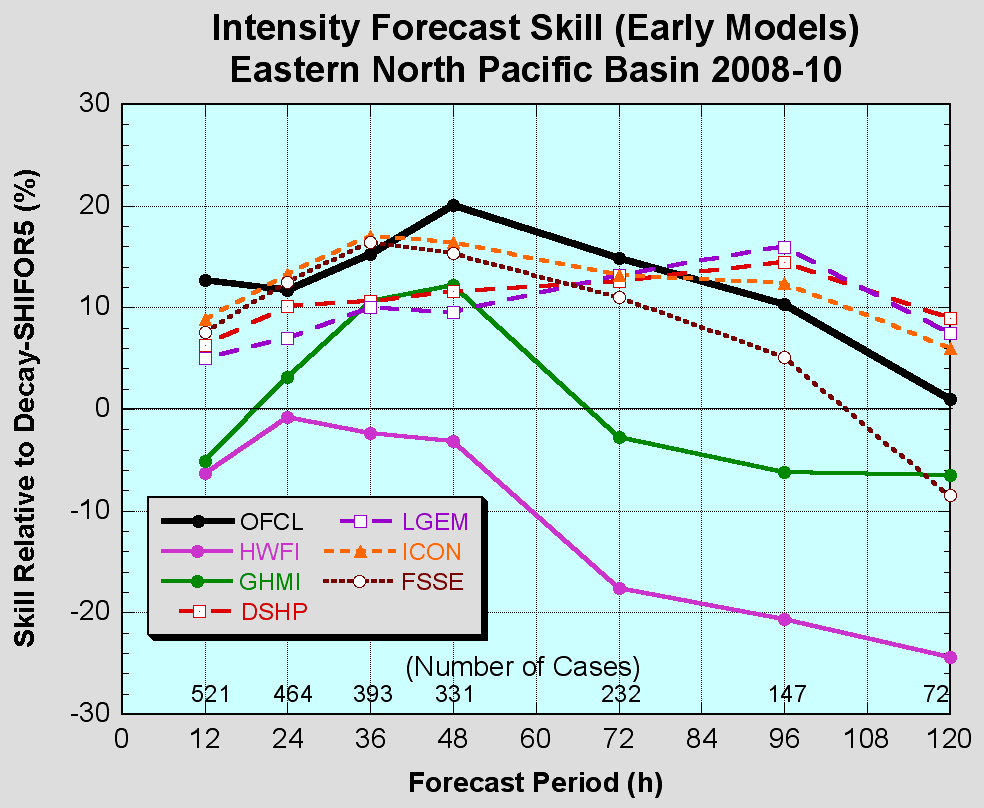 Intensity Forecast Skill (Early Models)
Eastern North Pacific Basin 2008-10
Skill Relative to Decay-SHIFOR5 (%)
30
20
10
0
-10
-20
-30
OFCL LGEM
HWFI ICON
GHMI FSSE
DSHP
(Number of Cases)
521 464 393 331 232 147 72
0 12 24 36 48 60 72 84 96 108 120
Forecast Period (h)